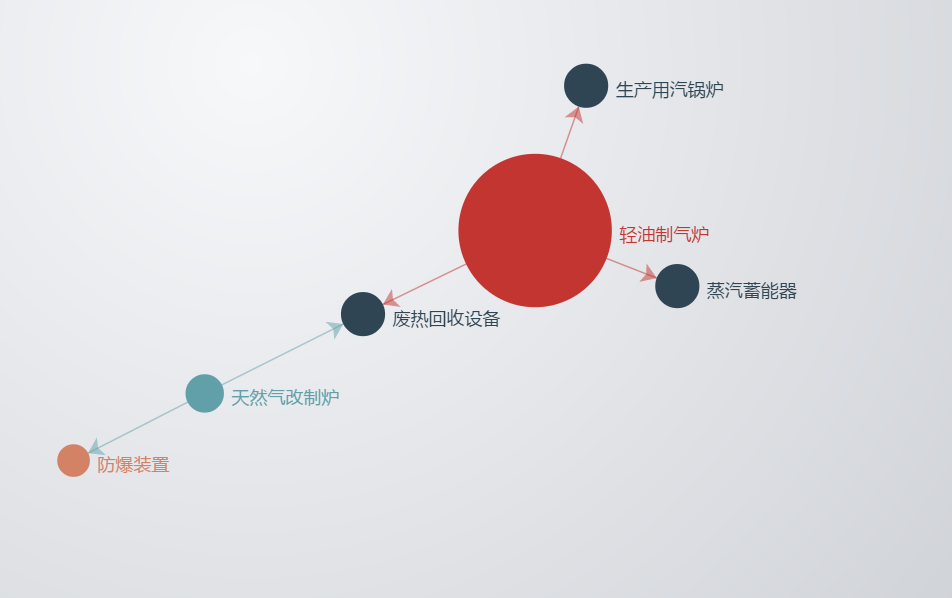 生产用汽锅炉
轻油制气炉
蒸汽蓄能器
废热回收设备
天然气改制炉
防爆装置